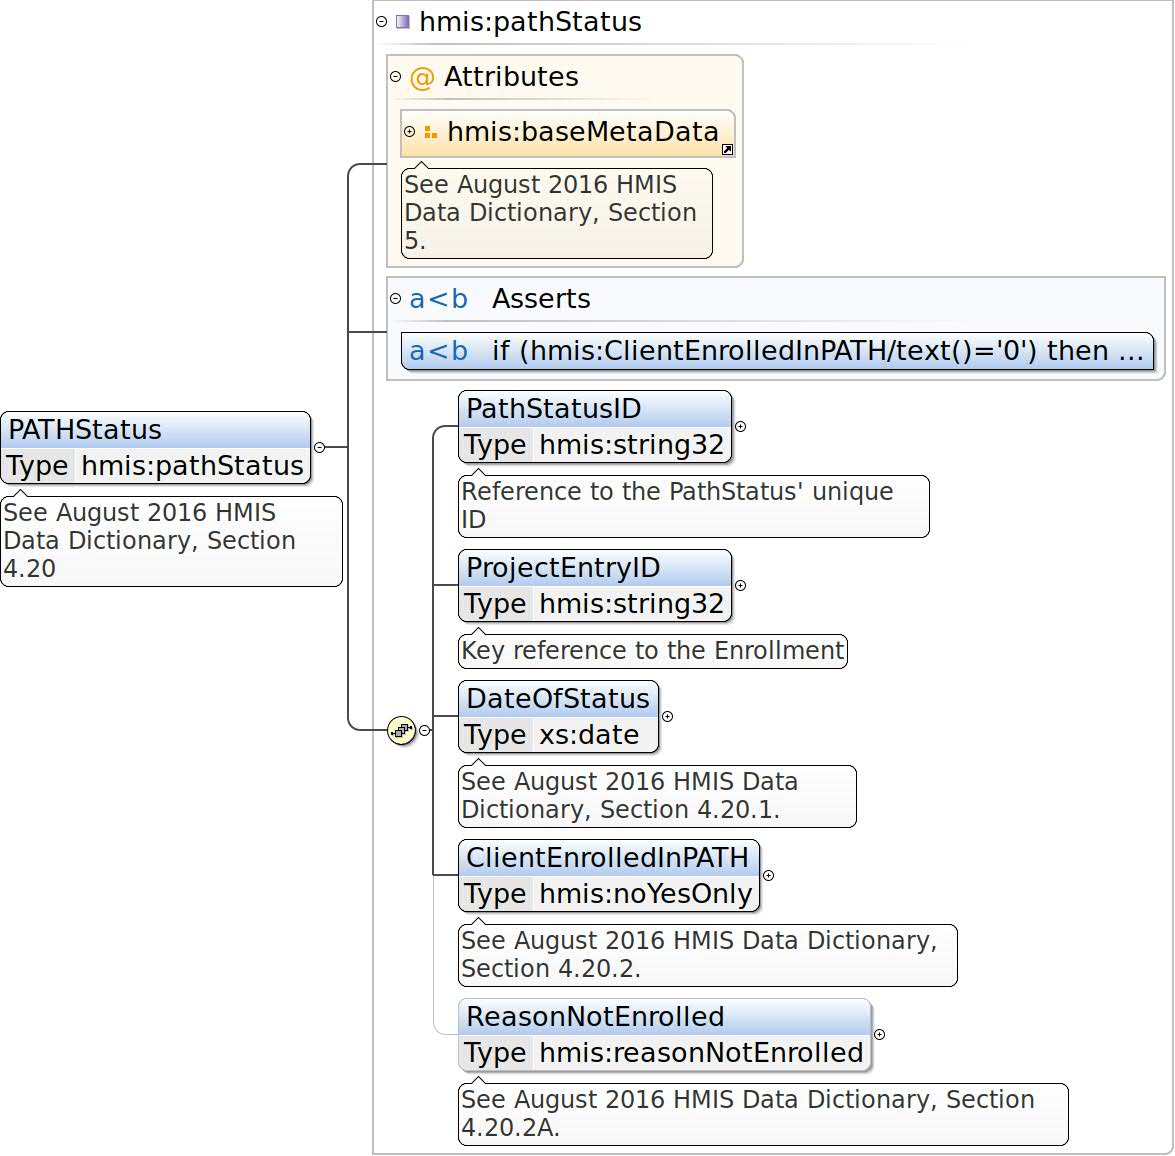 hmis:pathStatus
@ Attributes
hmis:baseMetaData
See August 2016 HMIS
Data Dictionary, Section
5.
a<b Asserts
a<b if (hmis:ClientEnrolledInPATH/text()='0') then ...
PATHStatus
Type hmis:pathStatus
See August 2016 HMIS
Data Dictionary, Section
4.20
PathStatusID
Type hmis:string32
Reference to the PathStatus' unique
ID
ProjectEntryID
Type hmis:string32
Key reference to the Enrollment
DateOfStatus
Type xs:date
See August 2016 HMIS Data
Dictionary, Section 4.20.1.
ClientEnrolledInPATH
Type hmis:noYesOnly
See August 2016 HMIS Data Dictionary,
Section 4.20.2.
ReasonNotEnrolled
Type hmis:reasonNotEnrolled
See August 2016 HMIS Data Dictionary, Section
4.20.2A.